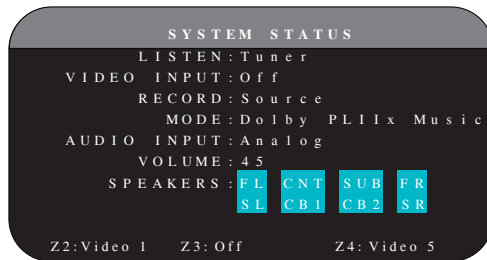 SYSTEM STATUS
LISTEN:Tuner
VIDEO INPUT:Off
RECORD:Source
MODE:Dolby PLIIx Music
AUDIO INPUT:Analog
VOLUME:45
SPEAKERS:FL CNT SUB FR
SL CB1 CB2 SR
Z2:Video 1 Z3:Off Z4:Video 5